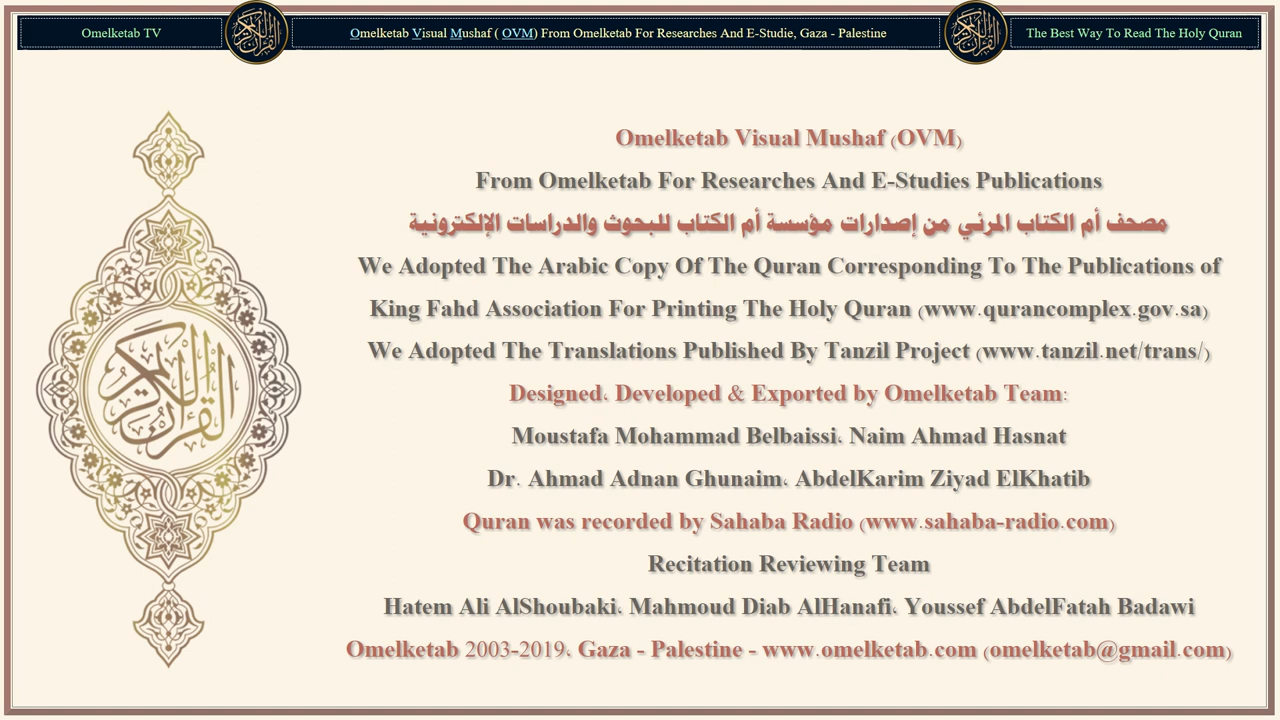 Omelketab TV
Omelketab Visual Mushaf ( OVM) From Omelketab For Researches And E-Studie, Gaza - Palestine
The Best Way To Read The Holy Quran
Omelketab Visual Mushaf (OVM)
From Omelketab For Researches And E-Studies Publications
مصحف أم الكتاب المرئي من إصدارات مؤسسة أم الكتاب للبحوث والدراسات الإلكترونية
We Adopted The Arabic Copy Of The Quran Corresponding To The Publications of
King Fahd Association For Printing The Holy Quran (www.qurancomplex.gov.sa)
We Adopted The Translations Published By Tanzil Project (www.tanzil.net/trans/)
Designed، Developed & Exported by Omelketab Team:
Moustafa Mohammad Belbaissi، Naim Ahmad Hasnat
Dr. Ahmad Adnan Ghunaim، AbdelKarim Ziyad ElKhatib
Quran was recorded by Sahaba Radio (www.sahaba-radio.com)
Recitation Reviewing Team
Hatem Ali AlShoubaki، Mahmoud Diab AlHanafi، Youssef AbdelFatah Badawi
Omelketab 2003-2019، Gaza - Palestine - www.omelketab.com (omelketab@gmail.com)
القرآن الكريم